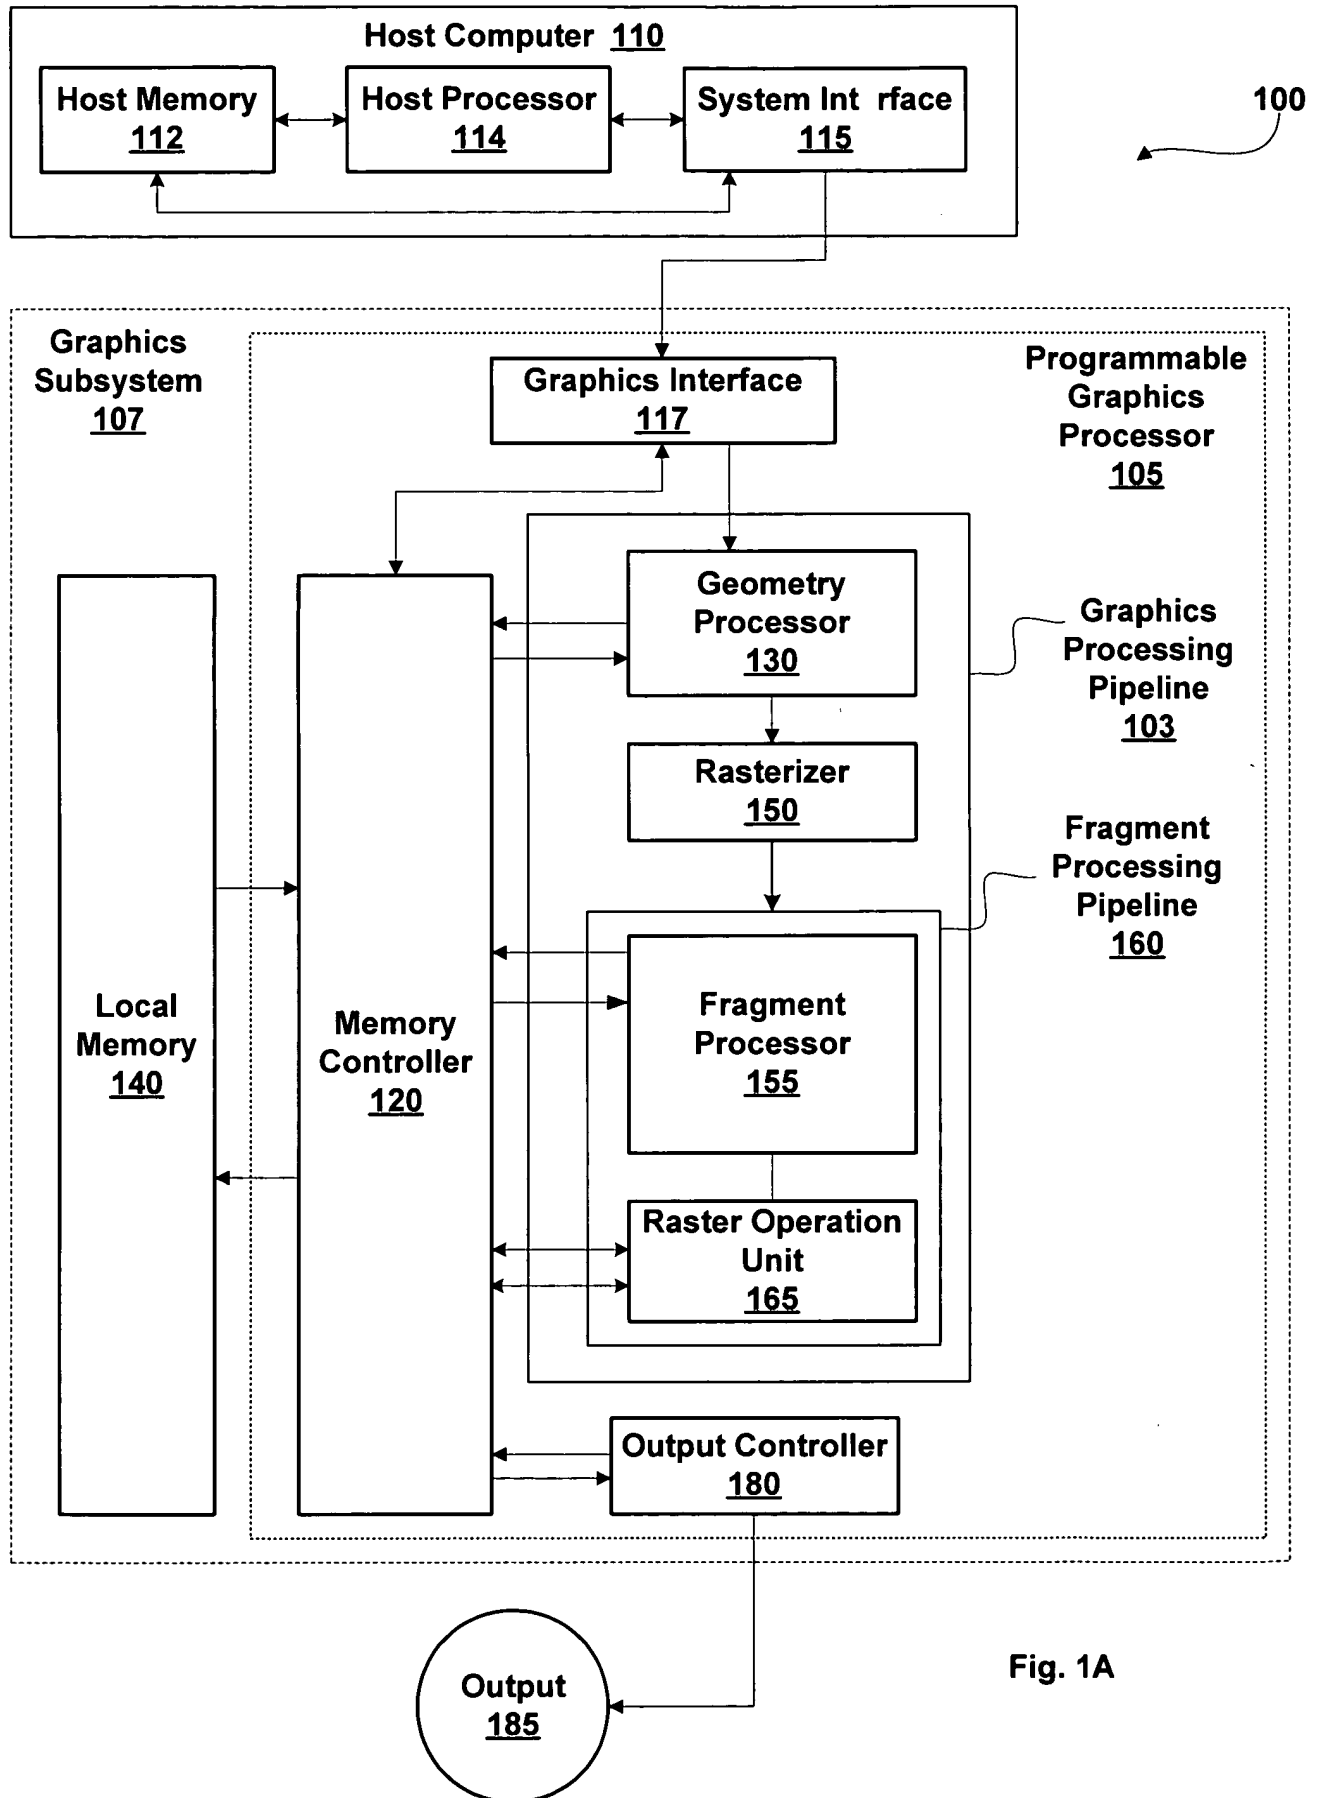 Host Computer 110
Host Memory
112
Host Processor
114
System Int rface
115
100
Graphics
Subsystem
107
Graphics Interface
117
Programmable
Graphics
Processor
105
Geometry
Processor
130
Graphics
Processing
Pipeline
103
Rasterizer
150
Fragment
Processing
Pipeline
160
Local
Memory
140
Memory
Controller
120
Fragment
Processor
155
Raster Operation
Unit
165
Output Controller
180
Output
185
Fig. 1A